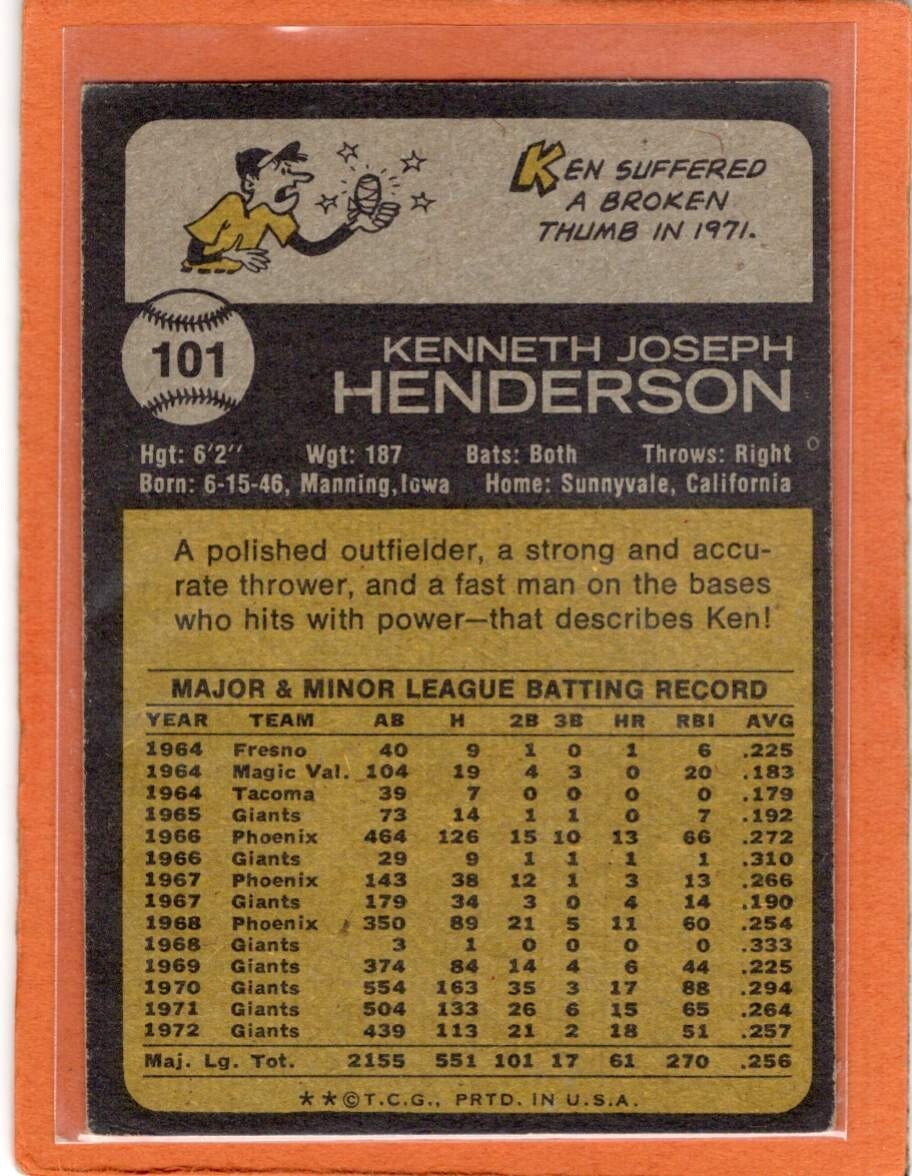 KEN SUFFERED
A BROKEN
THUMB IN 1971.
101
KENNETH JOSEPH
HENDERSON
Hgt: 6'2" Wgt: 187 Bats: Both Throws: Right
Born: 6-15-46, Manning, Iowa Home: Sunnyvale, California
A polished outfielder, a strong and accu-
rate thrower, and a fast man on the bases
who hits with power—that describes Ken!
MAJOR & MINOR LEAGUE BATTING RECORD
YEAR TEAM AB H 2B 3B HR RBI AVG
1964 Fresno 40 9 1 0 1 6 .225
1964 Magic Val. 104 19 4 3 0 20 .183
1964 Tacoma 39 7 0 0 0 0 .179
1965 Giants 73 14 1 1 0 7 .192
1966 Phoenix 464 126 15 10 13 66 .272
1966 Giants 29 9 1 1 1 1 .310
1967 Phoenix 143 38 12 1 3 13 .266
1967 Giants 179 34 3 0 4 14 .190
1968 Phoenix 350 89 21 5 11 60 .254
1968 Giants 3 1 0 0 0 0 .333
1969 Giants 374 84 14 4 6 44 .225
1970 Giants 554 163 35 3 17 88 .294
1971 Giants 504 133 26 6 15 65 .264
1972 Giants 439 113 21 2 18 51 .257
Maj. Lg. Tot. 2155 551 101 17 61 270 .256
★★©T.C.G., PRTD. IN U.S.A.